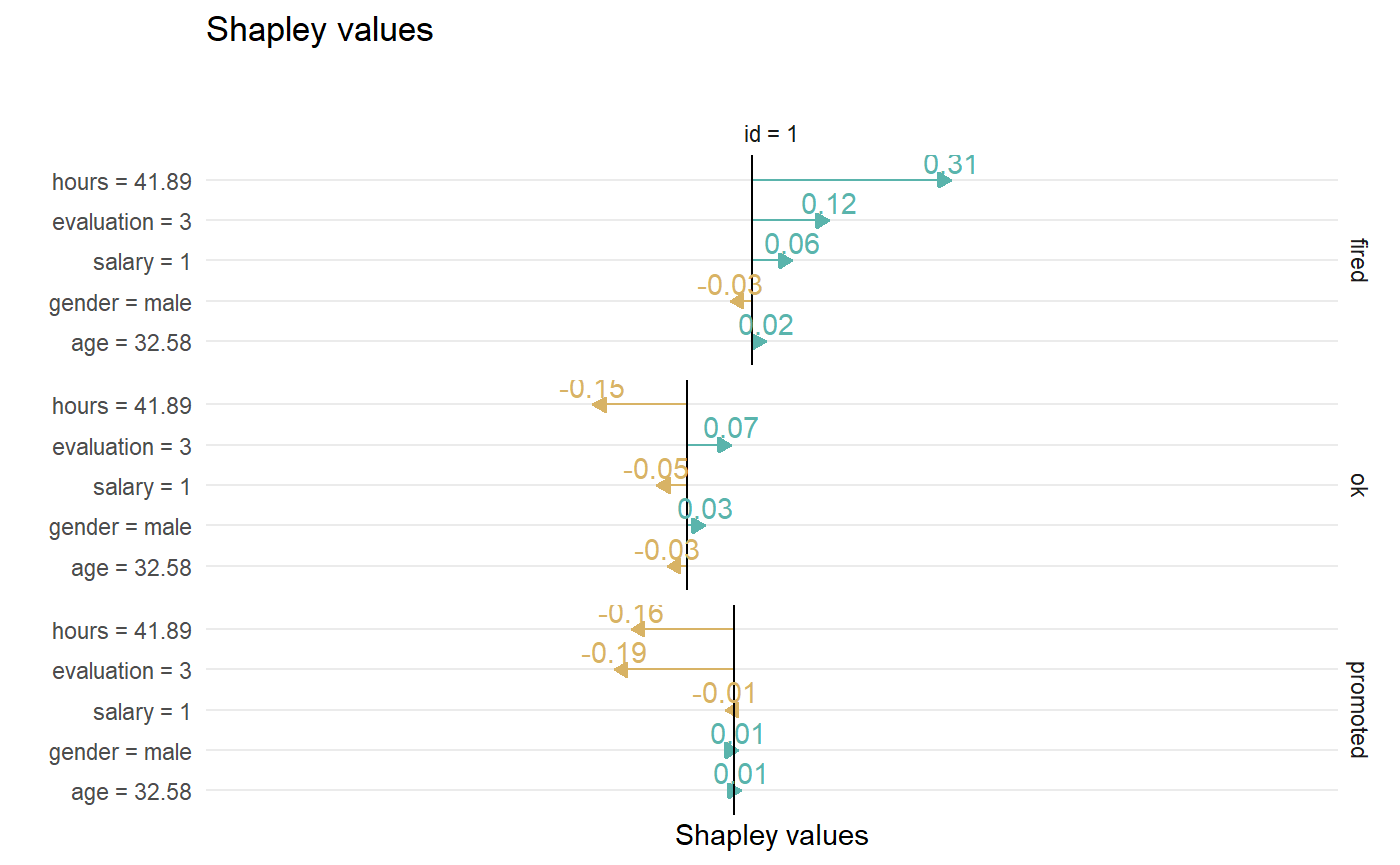 Shapley values
id = 1
hours = 41.89
0.31
evaluation = 3
0.12
salary = 1
0.06
gender = male
-0.03
age = 32.58
0.02
fired
hours = 41.89
-0.15
evaluation = 3
0.07
salary = 1
-0.05
gender = male
0.03
age = 32.58
-0.03
ok
hours = 41.89
-0.16
evaluation = 3
-0.19
salary = 1
-0.01
gender = male
0.01
age = 32.58
0.01
promoted
Shapley values